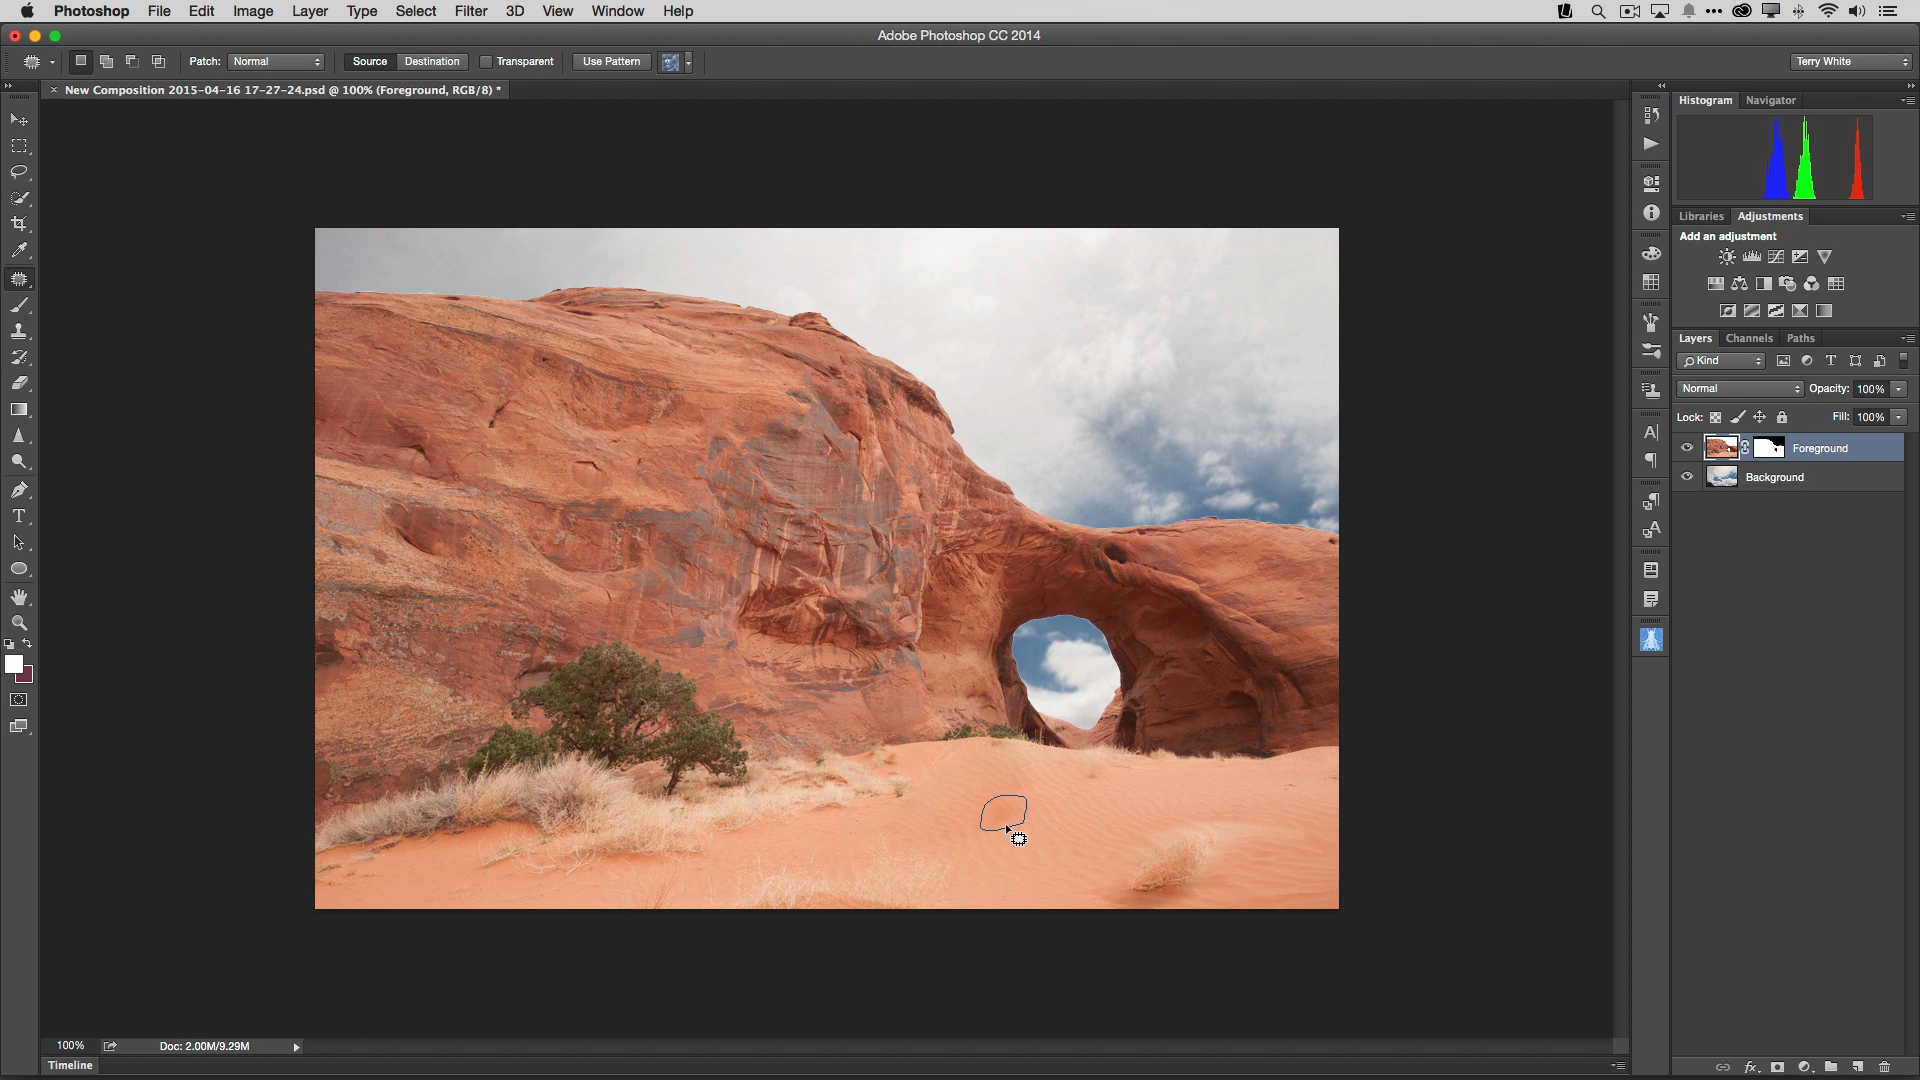 Photoshop File Edit Image Layer Type Select Filter 3D View Window Help
Adobe Photoshop CC 2014
Patch: Normal Source Destination Transparent Use Pattern Terry White
× New Composition 2015-04-16 17-27-24.psd @ 100% (Foreground, RGB/8) *
Histogram Navigator
Libraries Adjustments
Add an adjustment
Layers Channels Paths
Kind
Normal Opacity: 100%
Lock: Fill: 100%
Foreground
Background
100% Doc: 2.00M/9.29M
Timeline
fx